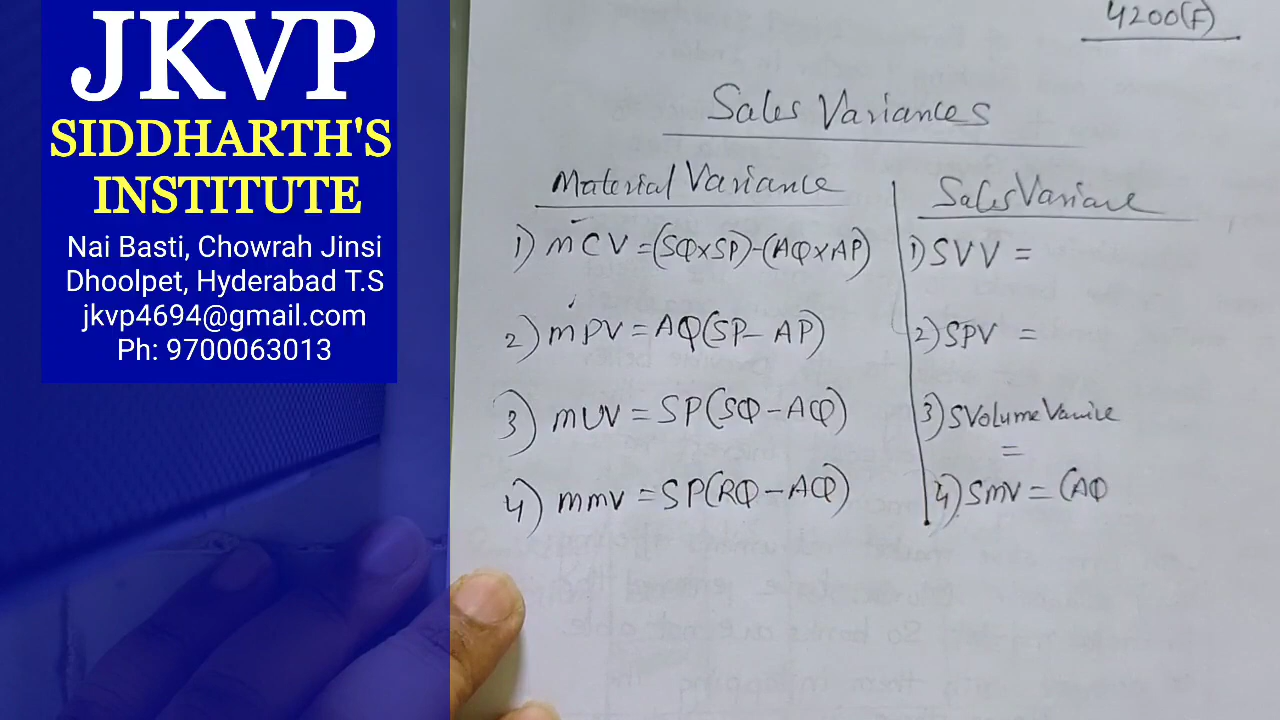 JKVP
SIDDHARTH'S
INSTITUTE
Nai Basti, Chowrah Jinsi
Dhoolpet, Hyderabad T.S
jkvp4694@gmail.com
Ph: 9700063013
4200(F)
Sales Variances
Material Variance
1) MCV = (SQ×SP)-(AQ×AP)
2) MPV = AQ(SP- AP)
3) MUV = SP(SQ-AQ)
4) MMV = SP(RQ-AQ)
Sales Variance
1) SVV =
2) SPV =
3) SVolume Varice
=
4) SMV = (AQ